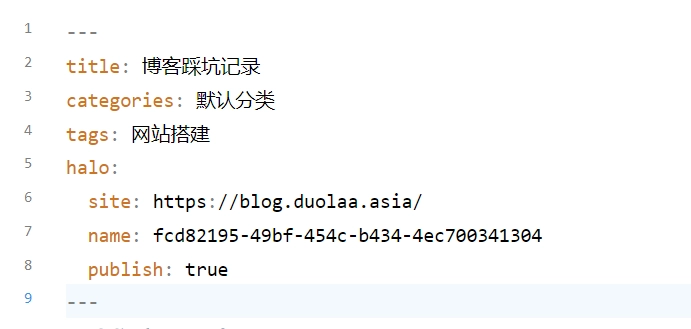 1 ---
2 title: 博客踩坑记录
3 categories: 默认分类
4 tags: 网站搭建
5 halo:
6 site: https://blog.duolaa.asia/
7 name: fcd82195-49bf-454c-b434-4ec700341304
8 publish: true
9 ---